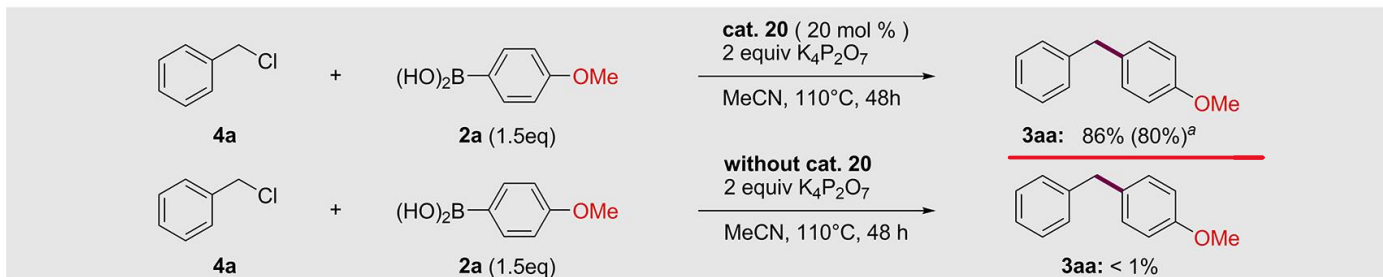 cat. 20 ( 20 mol % )
2 equiv K₄P₂O₇
Cl
+
(HO)₂B
OMe
MeCN, 110°C, 48h
OMe
4a
2a (1.5eq)
3aa: 86% (80%)ᵃ
without cat. 20
2 equiv K₄P₂O₇
Cl
+
(HO)₂B
OMe
MeCN, 110°C, 48 h
OMe
4a
2a (1.5eq)
3aa: < 1%